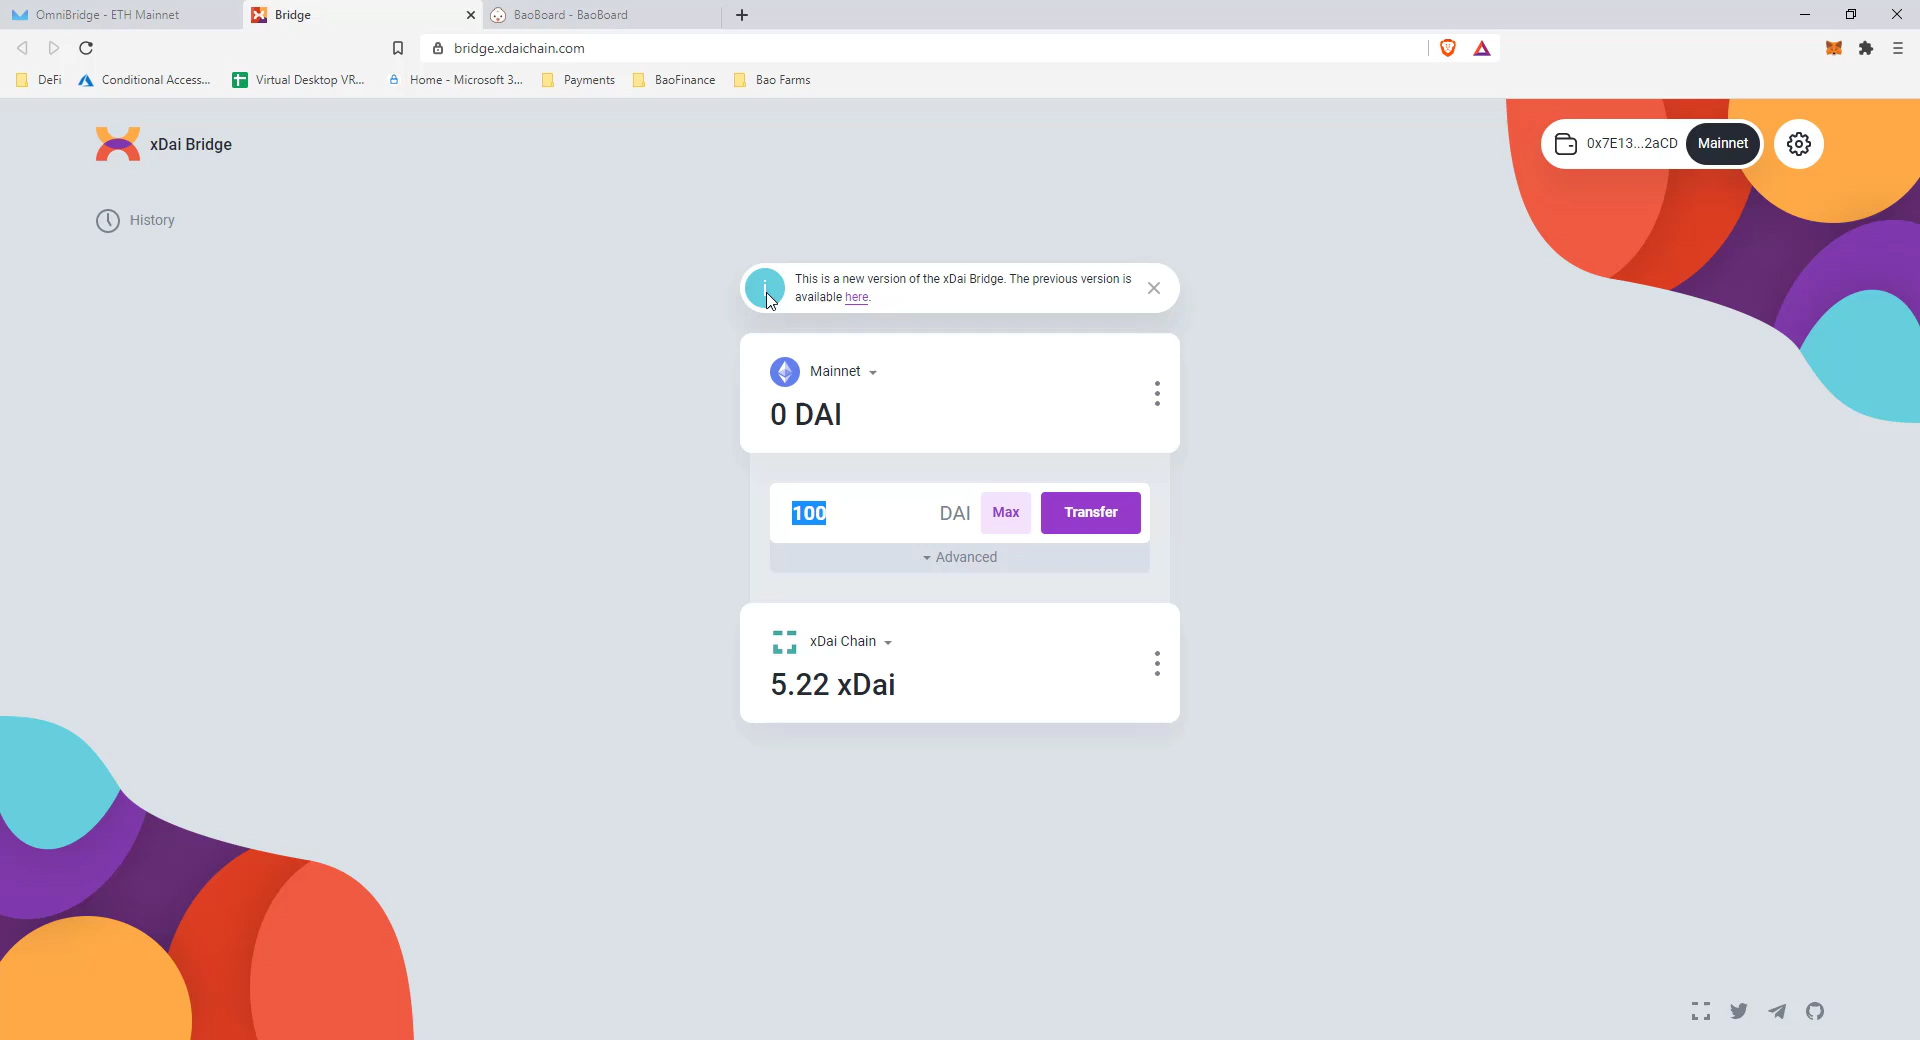 OmniBridge - ETH Mainnet
Bridge
BaoBoard - BaoBoard
bridge.xdaichain.com
DeFi
Conditional Access...
Virtual Desktop VR...
Home - Microsoft 3...
Payments
BaoFinance
Bao Farms
xDai Bridge
0x7E13...2aCD
Mainnet
History
This is a new version of the xDai Bridge. The previous version is
available here.
Mainnet
0 DAI
100
DAI
Max
Transfer
Advanced
xDai Chain
5.22 xDai